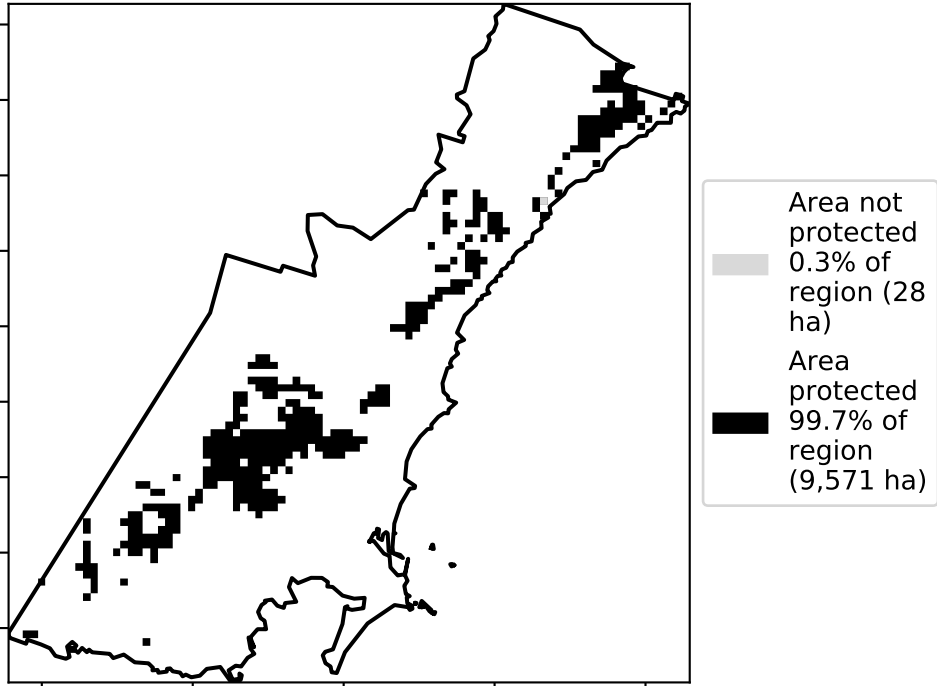 Area not
protected
0.3% of
region (28
ha)
Area
protected
99.7% of
region
(9,571 ha)